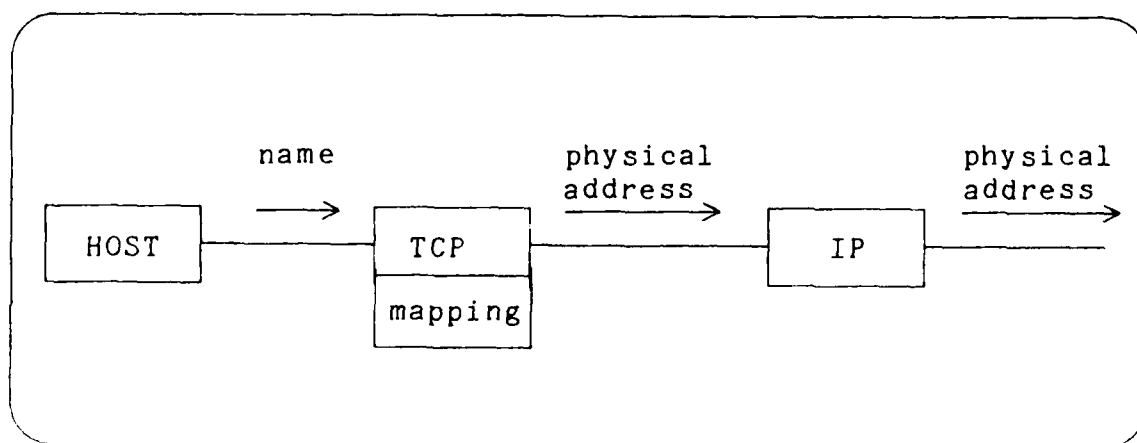 name
physical
address
physical
address
HOST
TCP
IP
mapping